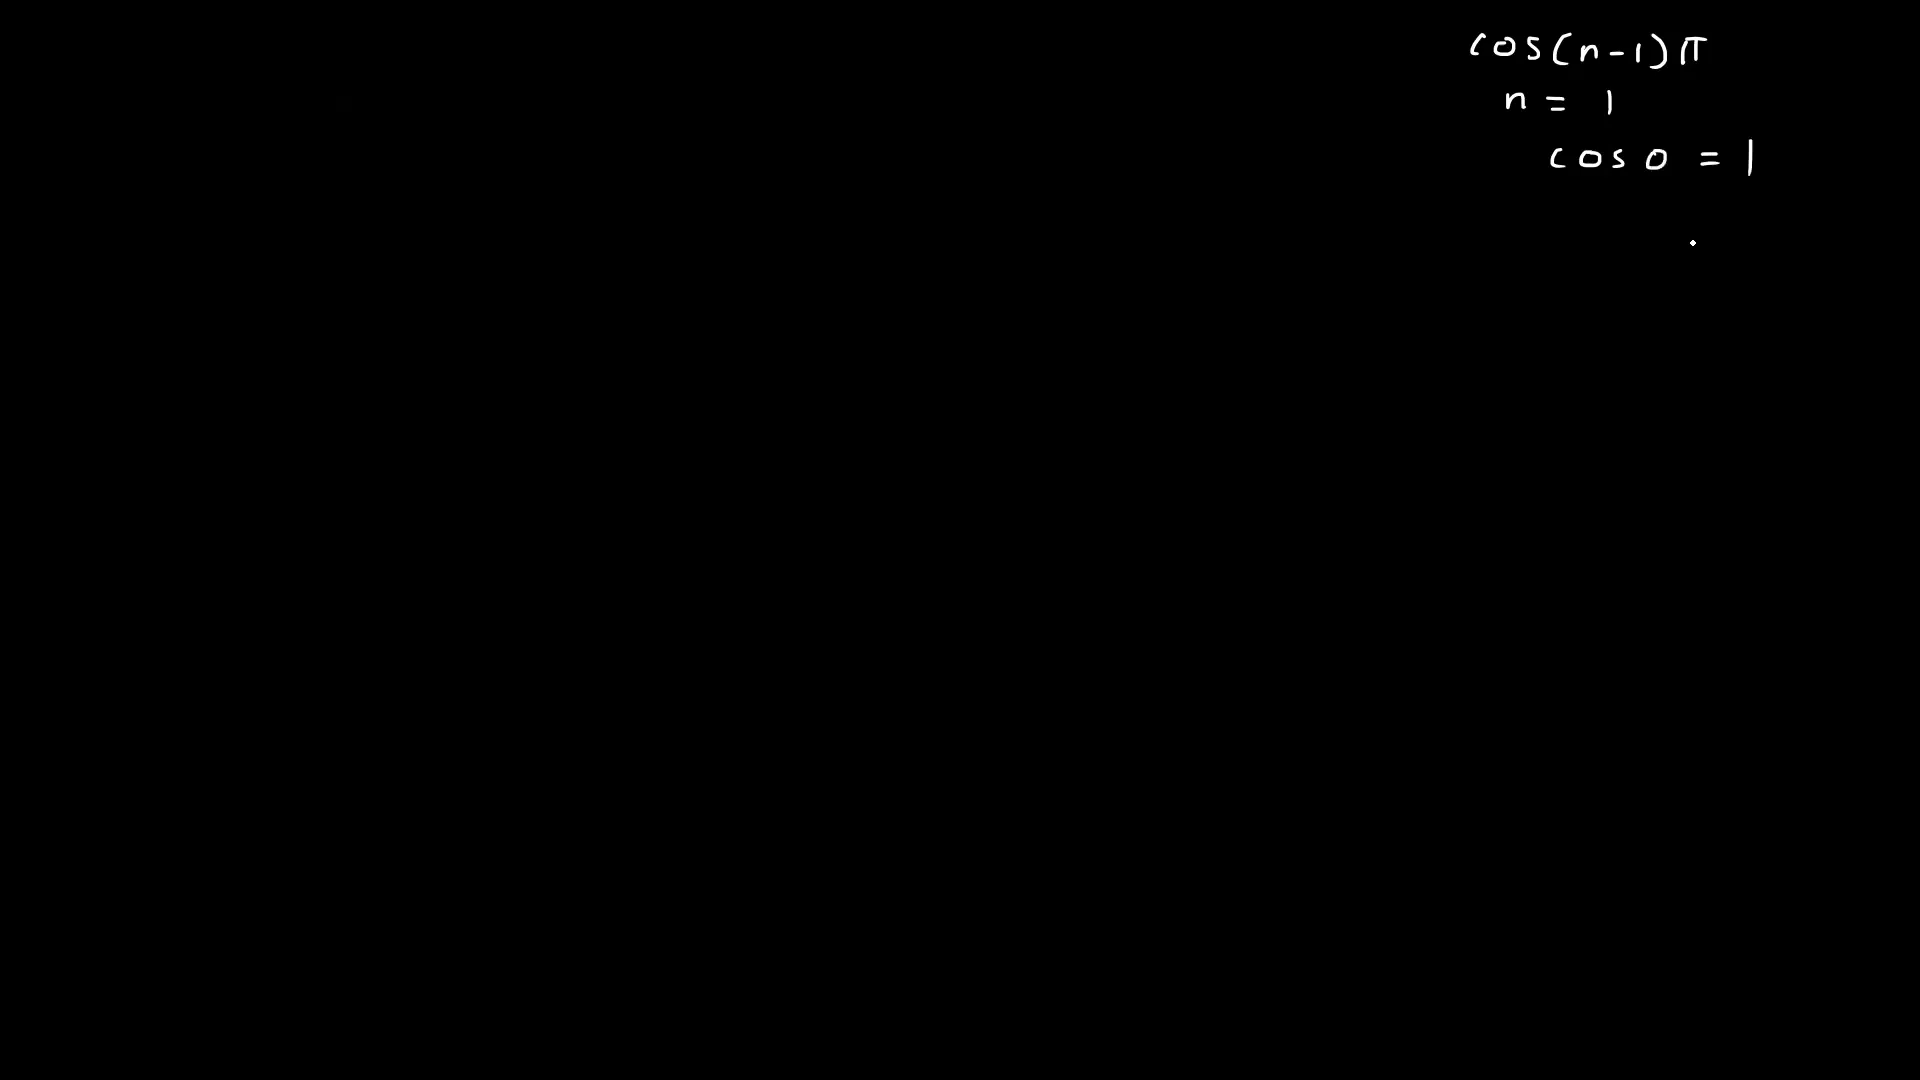 cos(n-1)π
n = 1
cos 0 = 1